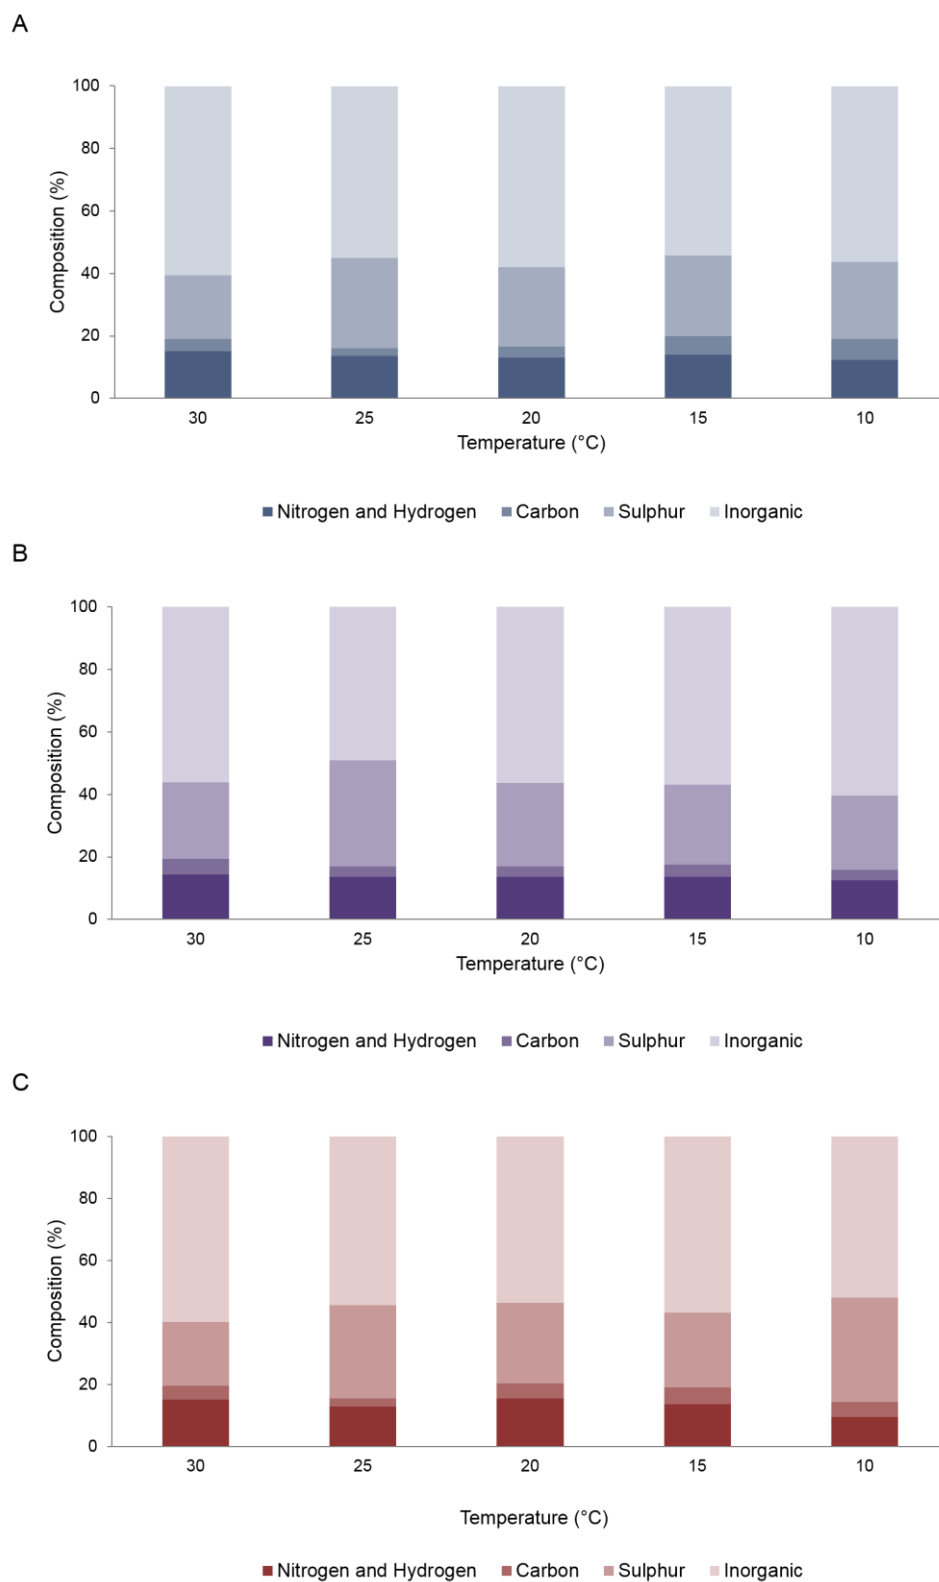 A
100
80
60
40
20
0
Composition (%)
30 25 20 15 10
Temperature (°C)
Nitrogen and Hydrogen Carbon Sulphur Inorganic
B
100
80
60
40
20
0
Composition (%)
30 25 20 15 10
Temperature (°C)
Nitrogen and Hydrogen Carbon Sulphur Inorganic
C
100
80
60
40
20
0
Composition (%)
30 25 20 15 10
Temperature (°C)
Nitrogen and Hydrogen Carbon Sulphur Inorganic